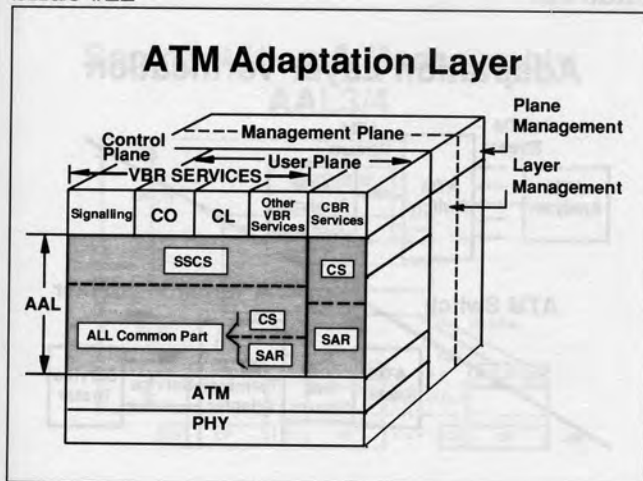 ATM Adaptation Layer
Plane
Management
Control
Plane
Management Plane
User Plane
Layer
Management
VBR SERVICES
Signalling
CO
CL
Other
VBR
Services
CBR
Services
AAL
SSCS
CS
ALL Common Part
CS
SAR
SAR
ATM
PHY